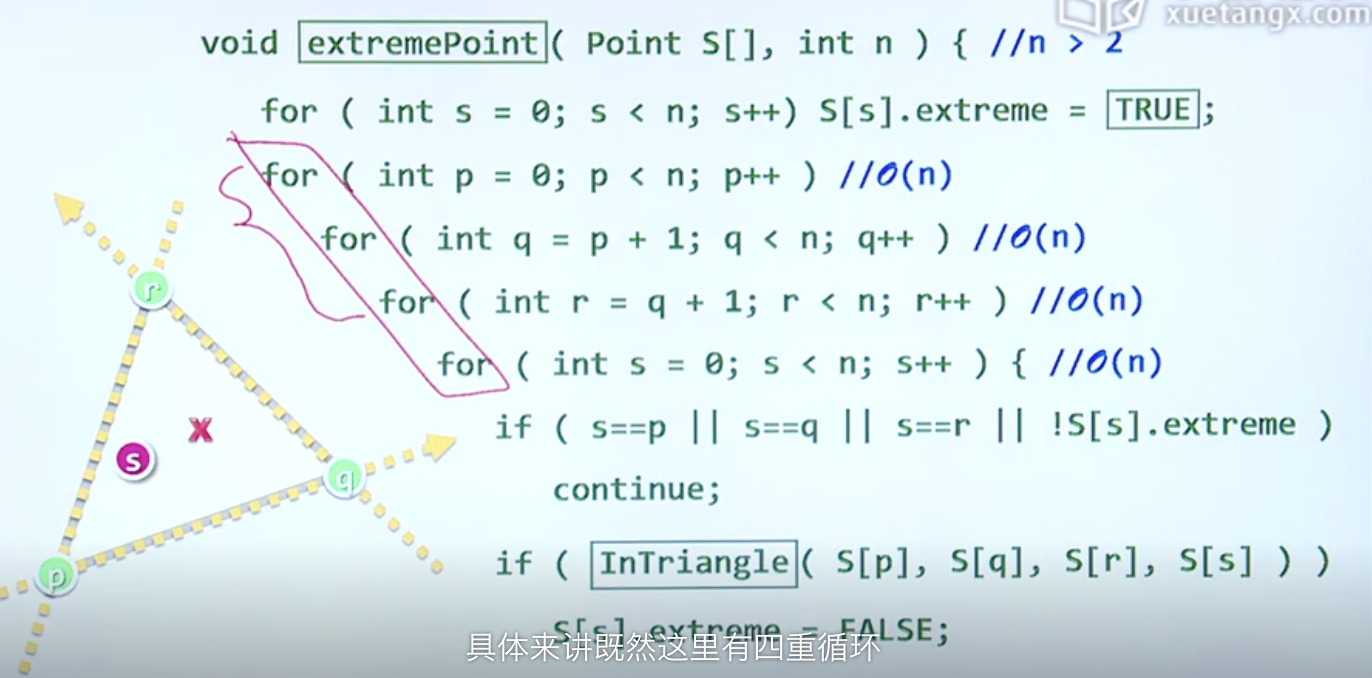 xuetangx.com
void extremePoint( Point S[], int n ) { //n > 2
for ( int s = 0; s < n; s++) S[s].extreme = TRUE;
for ( int p = 0; p < n; p++ ) //O(n)
for ( int q = p + 1; q < n; q++ ) //O(n)
for ( int r = q + 1; r < n; r++ ) //O(n)
for ( int s = 0; s < n; s++ ) { //O(n)
if ( s==p || s==q || s==r || !S[s].extreme )
continue;
if ( InTriangle( S[p], S[q], S[r], S[s] ) )
S[s].extreme = FALSE;
r
x
s
q
p
具体来讲既然这里有四重循环